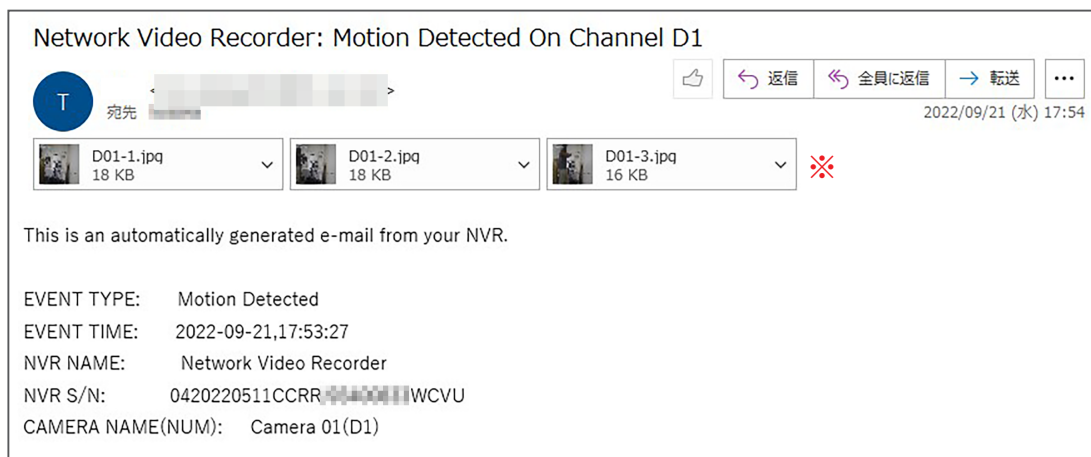 Network Video Recorder: Motion Detected On Channel D1
T
< >
宛先
返信 全員に返信 転送 ...
2022/09/21 (水) 17:54
D01-1.jpg D01-2.jpg D01-3.jpg ※
18 KB 18 KB 16 KB
This is an automatically generated e-mail from your NVR.
EVENT TYPE: Motion Detected
EVENT TIME: 2022-09-21,17:53:27
NVR NAME: Network Video Recorder
NVR S/N: 0420220511CCRR WCVU
CAMERA NAME(NUM): Camera 01(D1)